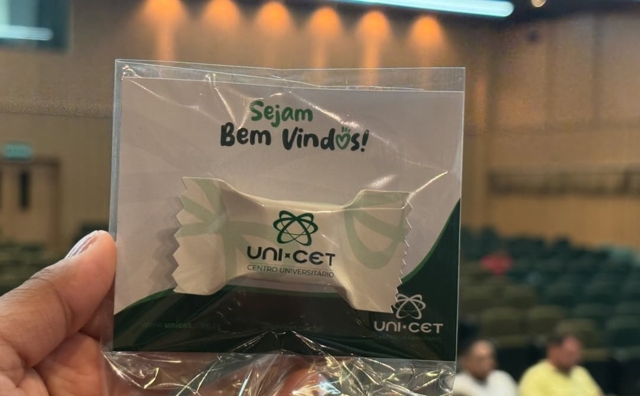 Sejam
Bem Vindos!
UNI CET
CENTRO UNIVERSITÁRIO
UNI CET